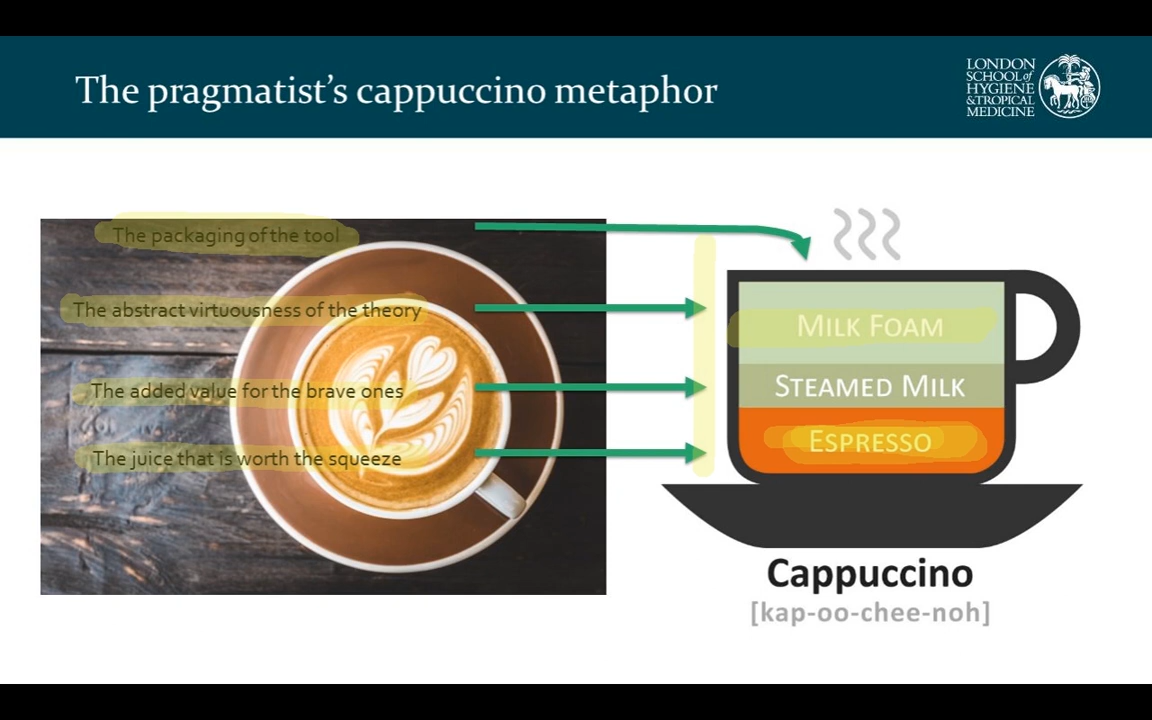 The pragmatist's cappuccino metaphor
LONDON
SCHOOL of
HYGIENE
& TROPICAL
MEDICINE
The packaging of the tool
The abstract virtuousness of the theory
The added value for the brave ones
The juice that is worth the squeeze
MILK FOAM
STEAMED MILK
ESPRESSO
Cappuccino
[kap-oo-chee-noh]